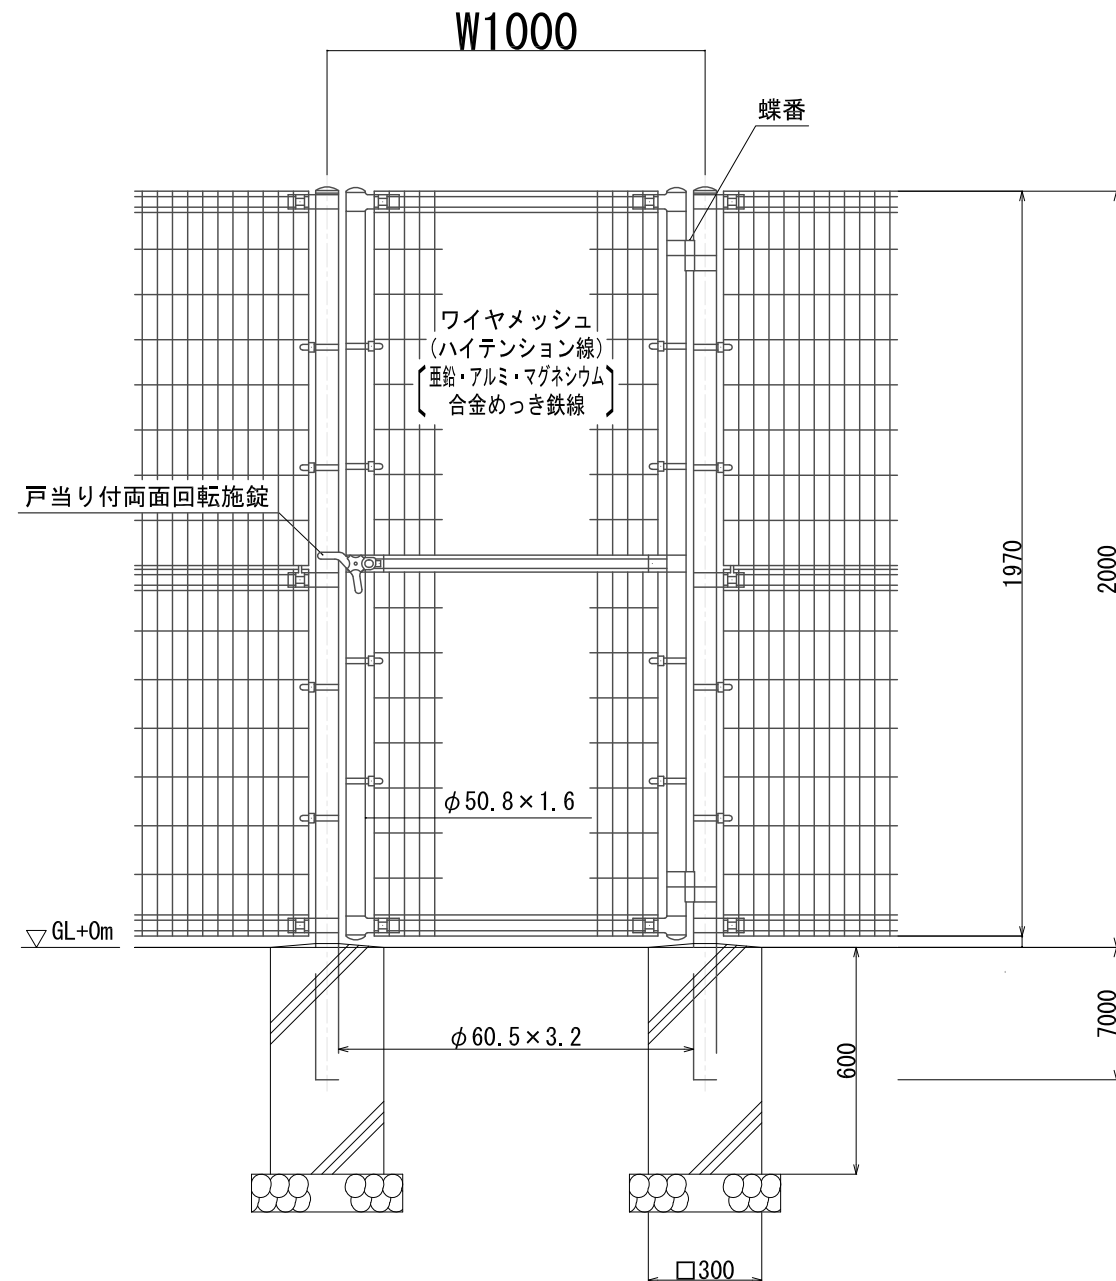 W1000
蝶番
ワイヤメッシュ
(ハイテンション線)
亜鉛・アルミ・マグネシウム
合金めっき鉄線
戸当り付両面回転施錠
1970
2000
φ50.8×1.6
GL+0m
φ60.5×3.2
600
7000
□300